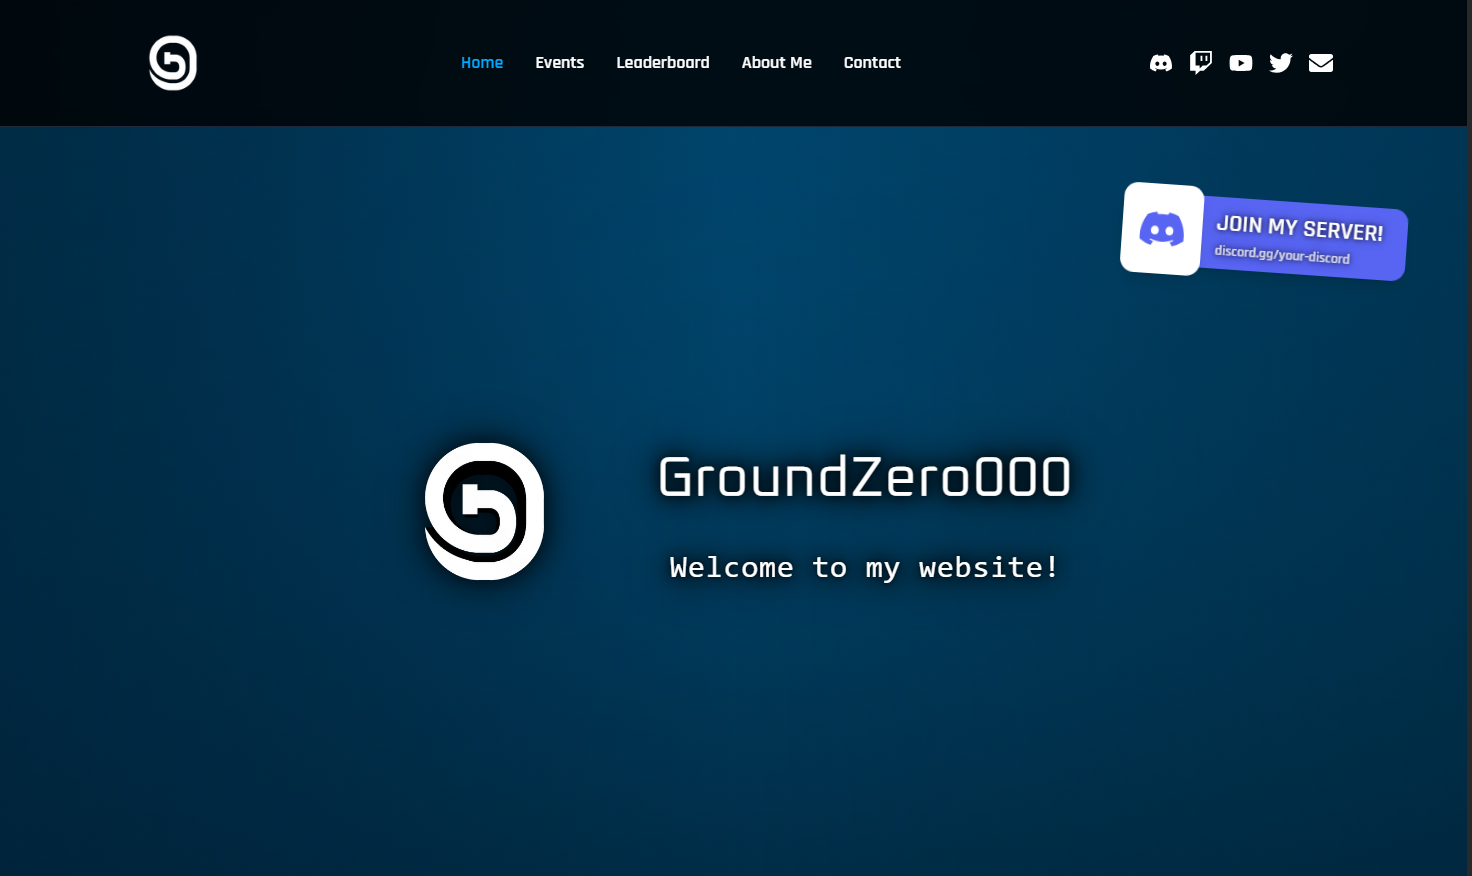 Home Events Leaderboard About Me Contact
JOIN MY SERVER!
discord.gg/your-discord
GroundZero000
Welcome to my website!